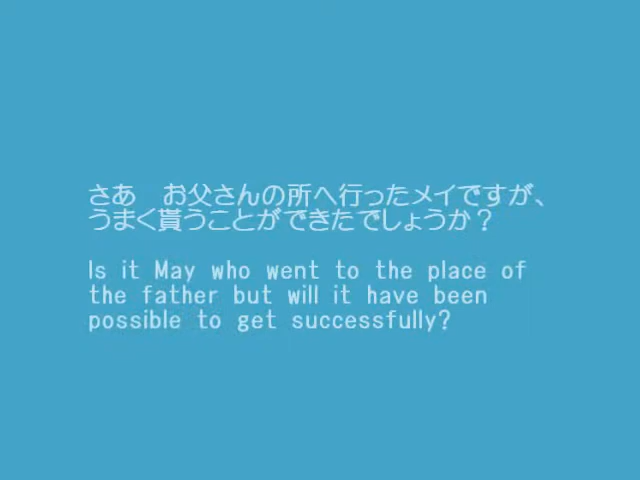 さあ　お父さんの所へ行ったメイですが、
うまく貰うことができたでしょうか？
Is it May who went to the place of
the father but will it have been
possible to get successfully?